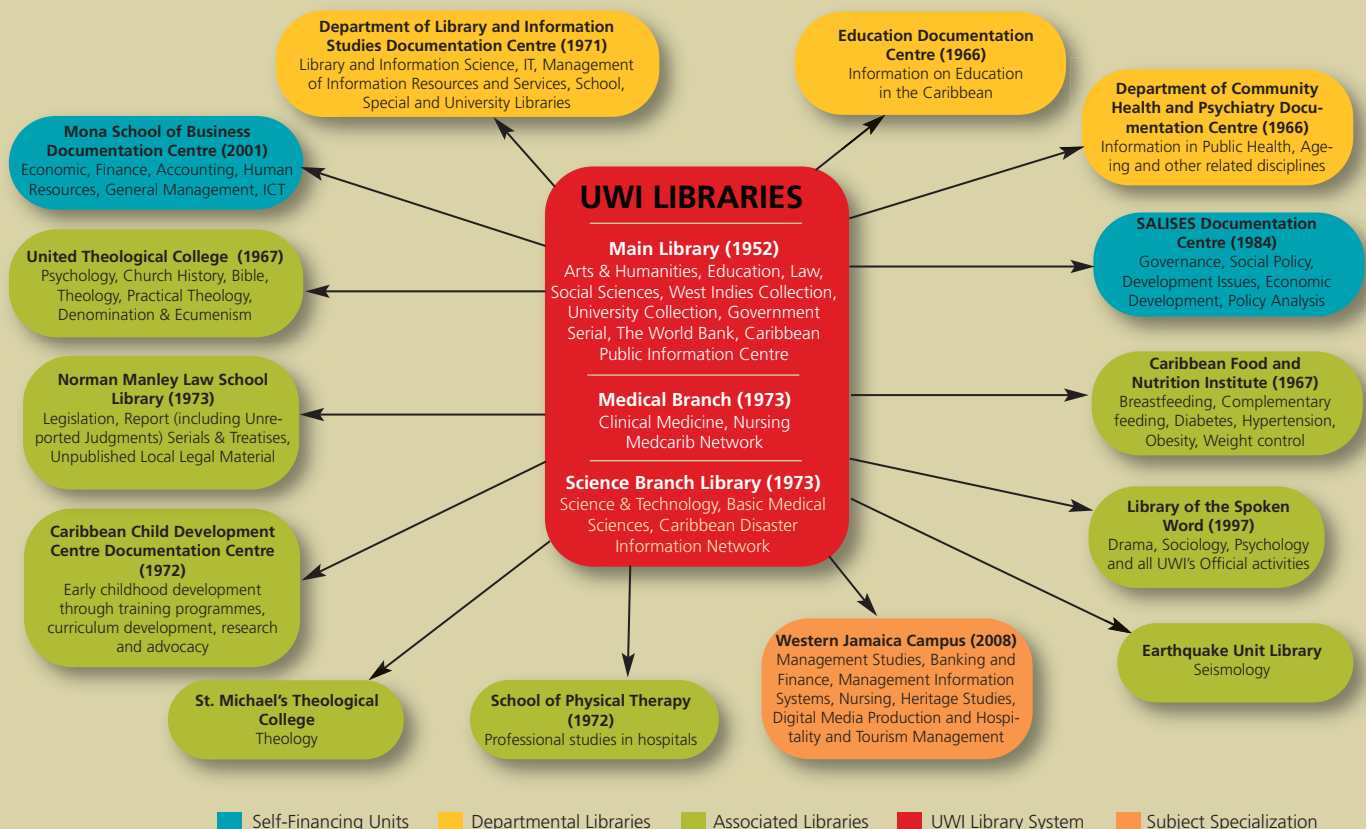 Department of Library and Information
Studies Documentation Centre (1971)
Library and Information Science, IT, Management
of Information Resources and Services, School,
Special and University Libraries
Education Documentation
Centre (1966)
Information on Education
in the Caribbean
Department of Community
Health and Psychiatry Docu-
mentation Centre (1966)
Information in Public Health, Age-
ing and other related disciplines
Mona School of Business
Documentation Centre (2001)
Economic, Finance, Accounting, Human
Resources, General Management, ICT
UWI LIBRARIES
Main Library (1952)
Arts & Humanities, Education, Law,
Social Sciences, West Indies Collection,
University Collection, Government
Serial, The World Bank, Caribbean
Public Information Centre
Medical Branch (1973)
Clinical Medicine, Nursing
Medcarib Network
Science Branch Library (1973)
Science & Technology, Basic Medical
Sciences, Caribbean Disaster
Information Network
SALISES Documentation
Centre (1984)
Governance, Social Policy,
Development Issues, Economic
Development, Policy Analysis
United Theological College (1967)
Psychology, Church History, Bible,
Theology, Practical Theology,
Denomination & Ecumenism
Norman Manley Law School
Library (1973)
Legislation, Report (including Unre-
ported Judgments) Serials & Treatises,
Unpublished Local Legal Material
Caribbean Food and
Nutrition Institute (1967)
Breastfeeding, Complementary
feeding, Diabetes, Hypertension,
Obesity, Weight control
Caribbean Child Development
Centre Documentation Centre
(1972)
Early childhood development
through training programmes,
curriculum development, research
and advocacy
Library of the Spoken
Word (1997)
Drama, Sociology, Psychology
and all UWI's Official activities
St. Michael's Theological
College
Theology
School of Physical Therapy
(1972)
Professional studies in hospitals
Western Jamaica Campus (2008)
Management Studies, Banking and
Finance, Management Information
Systems, Nursing, Heritage Studies,
Digital Media Production and Hospi-
tality and Tourism Management
Earthquake Unit Library
Seismology
Self-Financing Units
Departmental Libraries
Associated Libraries
UWI Library System
Subject Specialization